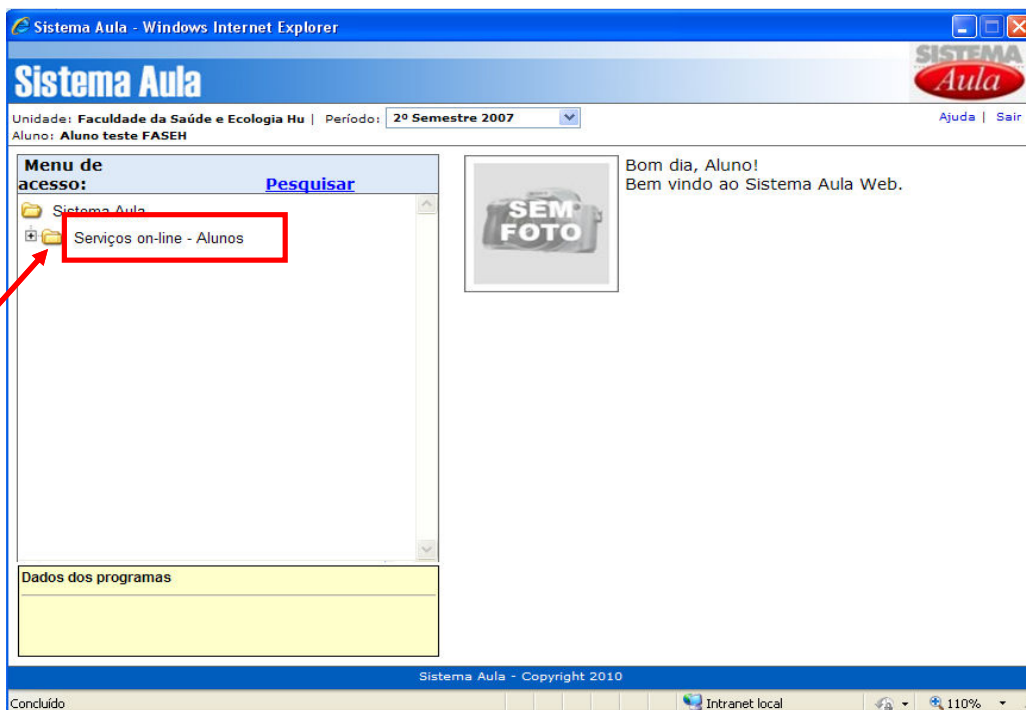 Sistema Aula - Windows Internet Explorer
SISTEMA
Aula
Sistema Aula
Unidade: Faculdade da Saúde e Ecologia Hu | Período: 2º Semestre 2007
Ajuda | Sair
Aluno: Aluno teste FASEH
Menu de
acesso: Pesquisar
Sistema Aula
Serviços on-line - Alunos
SEM
FOTO
Bom dia, Aluno!
Bem vindo ao Sistema Aula Web.
Dados dos programas
Sistema Aula - Copyright 2010
Concluído Intranet local 110%